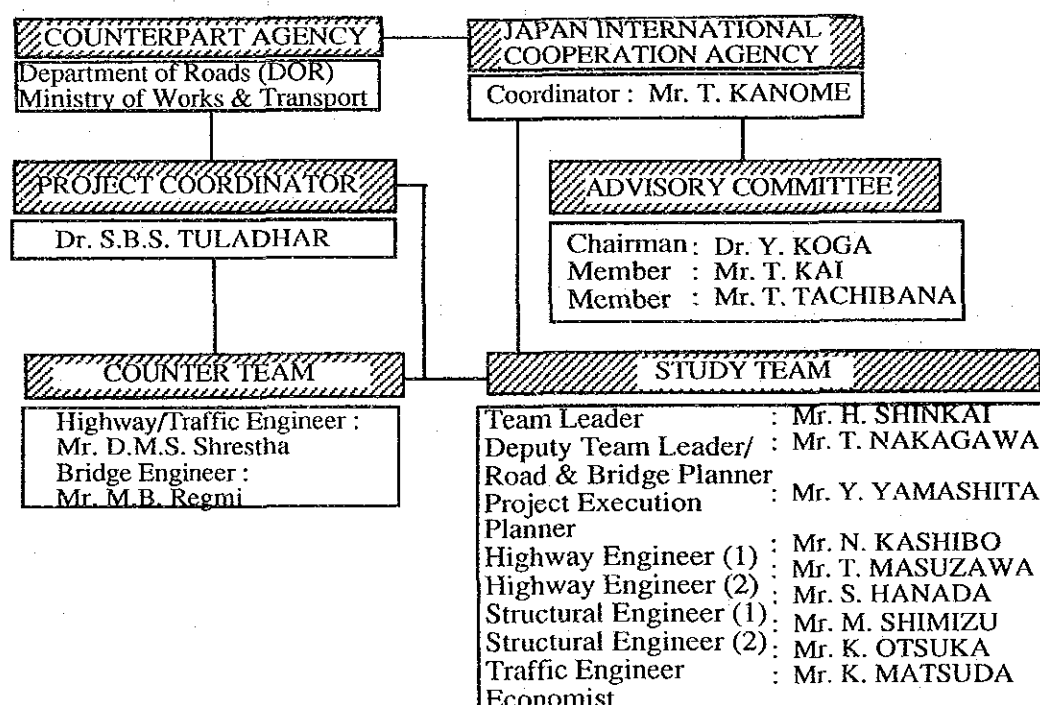 COUNTERPART AGENCY
Department of Roads (DOR)
Ministry of Works & Transport
JAPAN INTERNATIONAL
COOPERATION AGENCY
Coordinator : Mr. T. KANOME
PROJECT COORDINATOR
Dr. S.B.S. TULADHAR
ADVISORY COMMITTEE
Chairman : Dr. Y. KOGA
Member : Mr. T. KAI
Member : Mr. T. TACHIBANA
COUNTER TEAM
Highway/Traffic Engineer :
Mr. D.M.S. Shrestha
Bridge Engineer :
Mr. M.B. Regmi
STUDY TEAM
Team Leader : Mr. H. SHINKAI
Deputy Team Leader/ : Mr. T. NAKAGAWA
Road & Bridge Planner
Project Execution : Mr. Y. YAMASHITA
Planner
Highway Engineer (1) : Mr. N. KASHIBO
Highway Engineer (2) : Mr. T. MASUZAWA
Structural Engineer (1) : Mr. S. HANADA
Structural Engineer (2) : Mr. M. SHIMIZU
Traffic Engineer : Mr. K. OTSUKA
Economist : Mr. K. MATSUDA